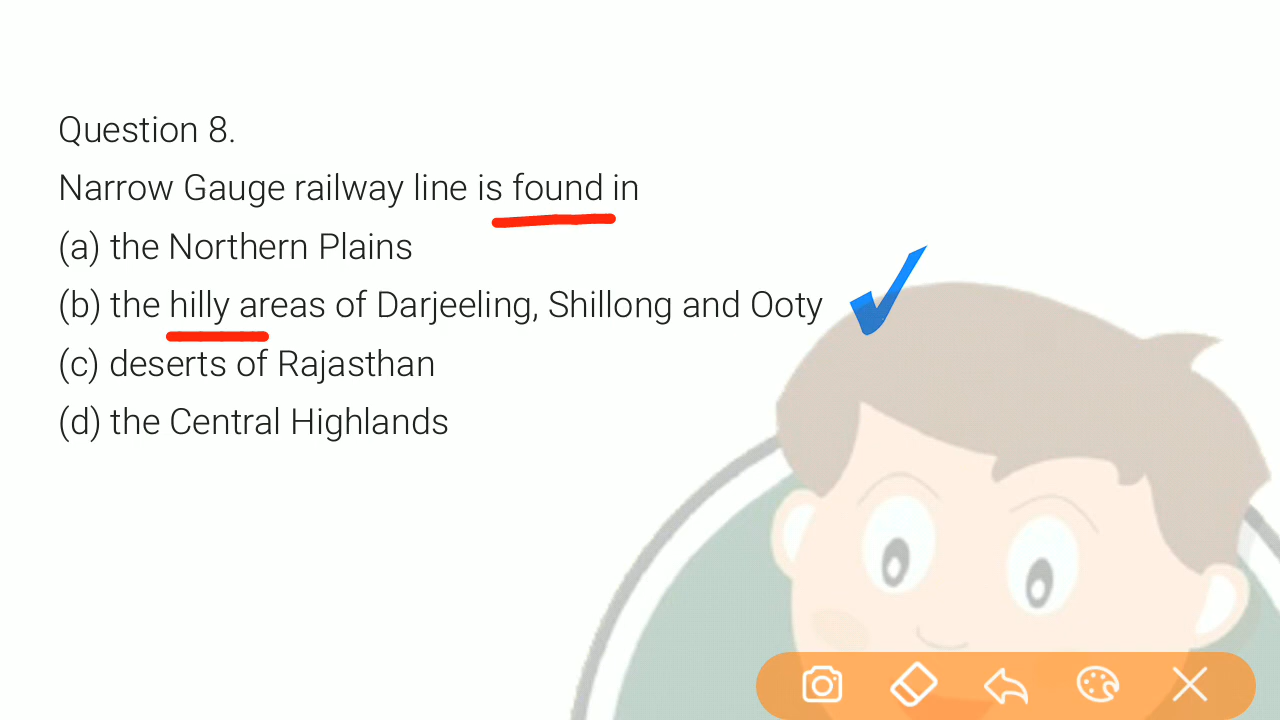 Question 8.
Narrow Gauge railway line is found in
(a) the Northern Plains
(b) the hilly areas of Darjeeling, Shillong and Ooty
(c) deserts of Rajasthan
(d) the Central Highlands